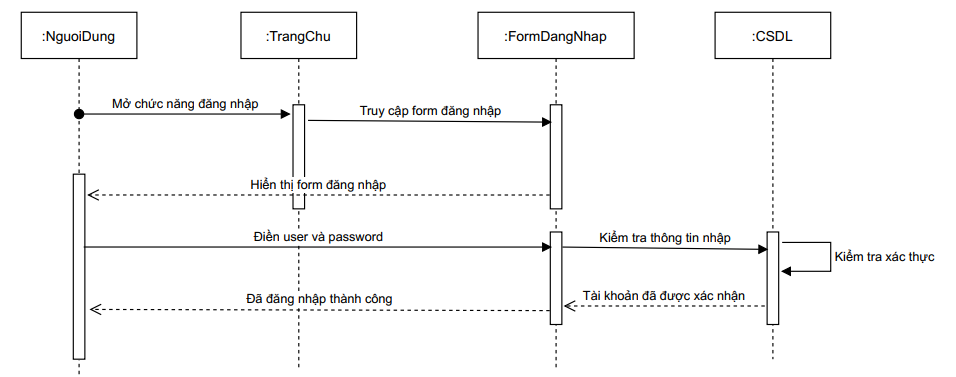 :NguoiDung
:TrangChu
:FormDangNhap
:CSDL
Mở chức năng đăng nhập
Truy cập form đăng nhập
Hiển thị form đăng nhập
Điền user và password
Kiểm tra thông tin nhập
Kiểm tra xác thực
Tài khoản đã được xác nhận
Đã đăng nhập thành công